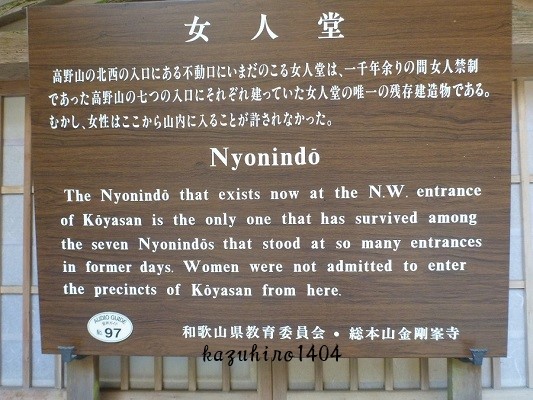 女人堂
高野山の北西の入口にある不動口にいまだのこる女人堂は、一千年余りの間女人禁制
であった高野山の七つの入口にそれぞれ建っていた女人堂の唯一の残存建造物である。
むかし、女性はここから山内に入ることが許されなかった。
Nyonindō
The Nyonindō that exists now at the N.W. entrance
of Kōyasan is the only one that has survived among
the seven Nyonindōs that stood at so many entrances
in former days. Women were not admitted to enter
the precincts of Kōyasan from here.
AUDIO GUIDE
97
和歌山県教育委員会・総本山金剛峯寺
kazuhiro1404